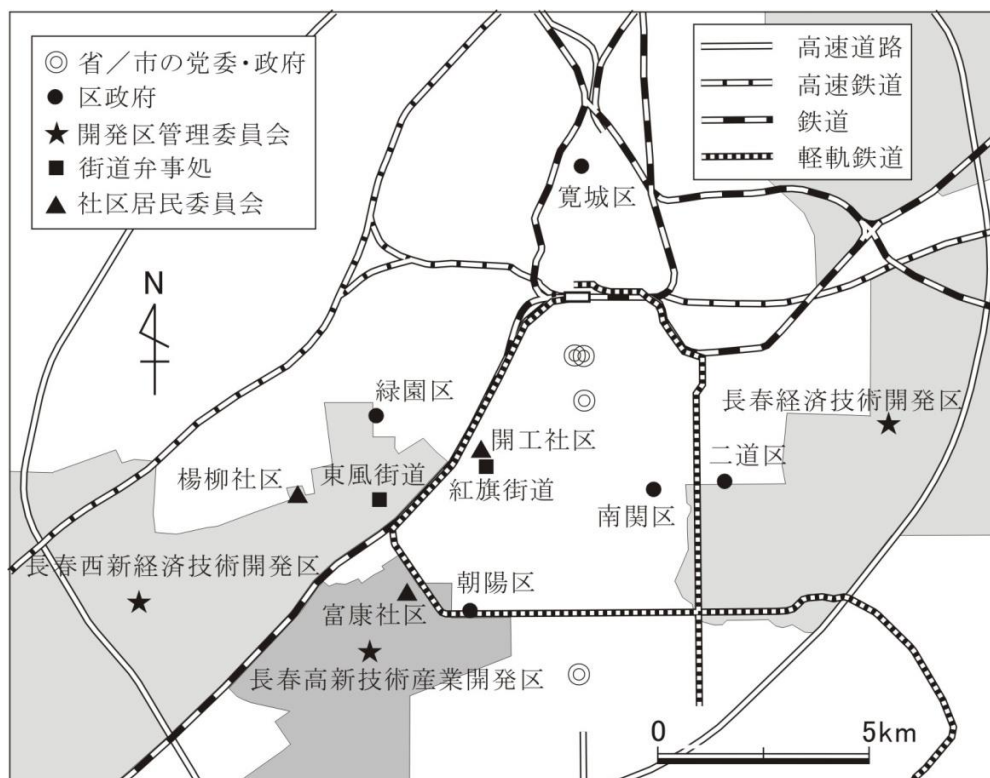 省／市の党委・政府
区政府
開発区管理委員会
街道弁事処
社区居民委員会
高速道路
高速鉄道
鉄道
軽軌鉄道
寛城区
N
緑園区
長春経済技術開発区
開工社区
二道区
楊柳社区
東風街道
紅旗街道
南関区
長春西新経済技術開発区
朝陽区
富康社区
長春高新技術産業開発区
0
5km